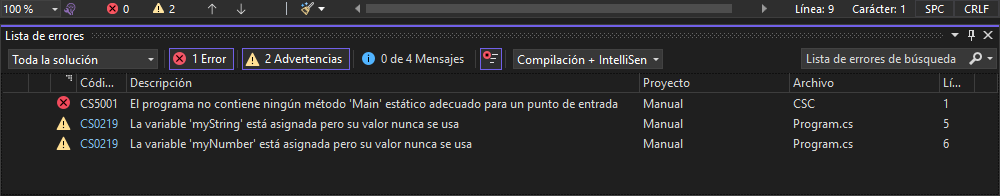 100 % 0 2 Línea: 9 Carácter: 1 SPC CRLF
Lista de errores
Toda la solución 1 Error 2 Advertencias 0 de 4 Mensajes Compilación + IntelliSen Lista de errores de búsqueda
Códi... Descripción Proyecto Archivo Lí...
CS5001 El programa no contiene ningún método 'Main' estático adecuado para un punto de entrada Manual CSC 1
CS0219 La variable 'myString' está asignada pero su valor nunca se usa Manual Program.cs 5
CS0219 La variable 'myNumber' está asignada pero su valor nunca se usa Manual Program.cs 6